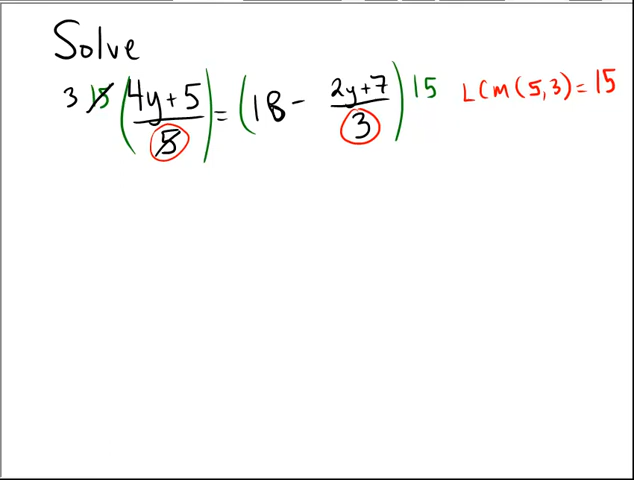 Solve
3 15 (4y+5/5) = (18 - 2y+7/3) 15 LCM(5,3)=15